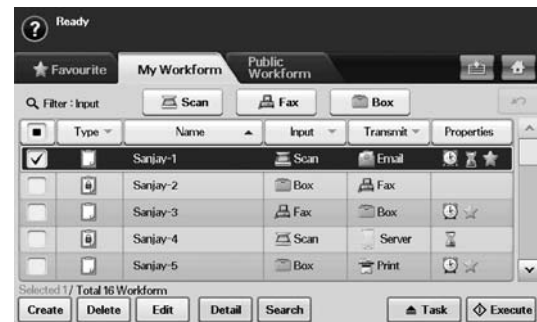 Ready
Favourite
My Workform
Public Workform
Filter : Input
Scan
Fax
Box
Type
Name
Input
Transmit
Properties
Sanjay-1 Scan Email
Sanjay-2 Box Fax
Sanjay-3 Fax Box
Sanjay-4 Scan Server
Sanjay-5 Box Print
Selected 1/ Total 16 Workform
Create Delete Edit Detail Search Task Execute